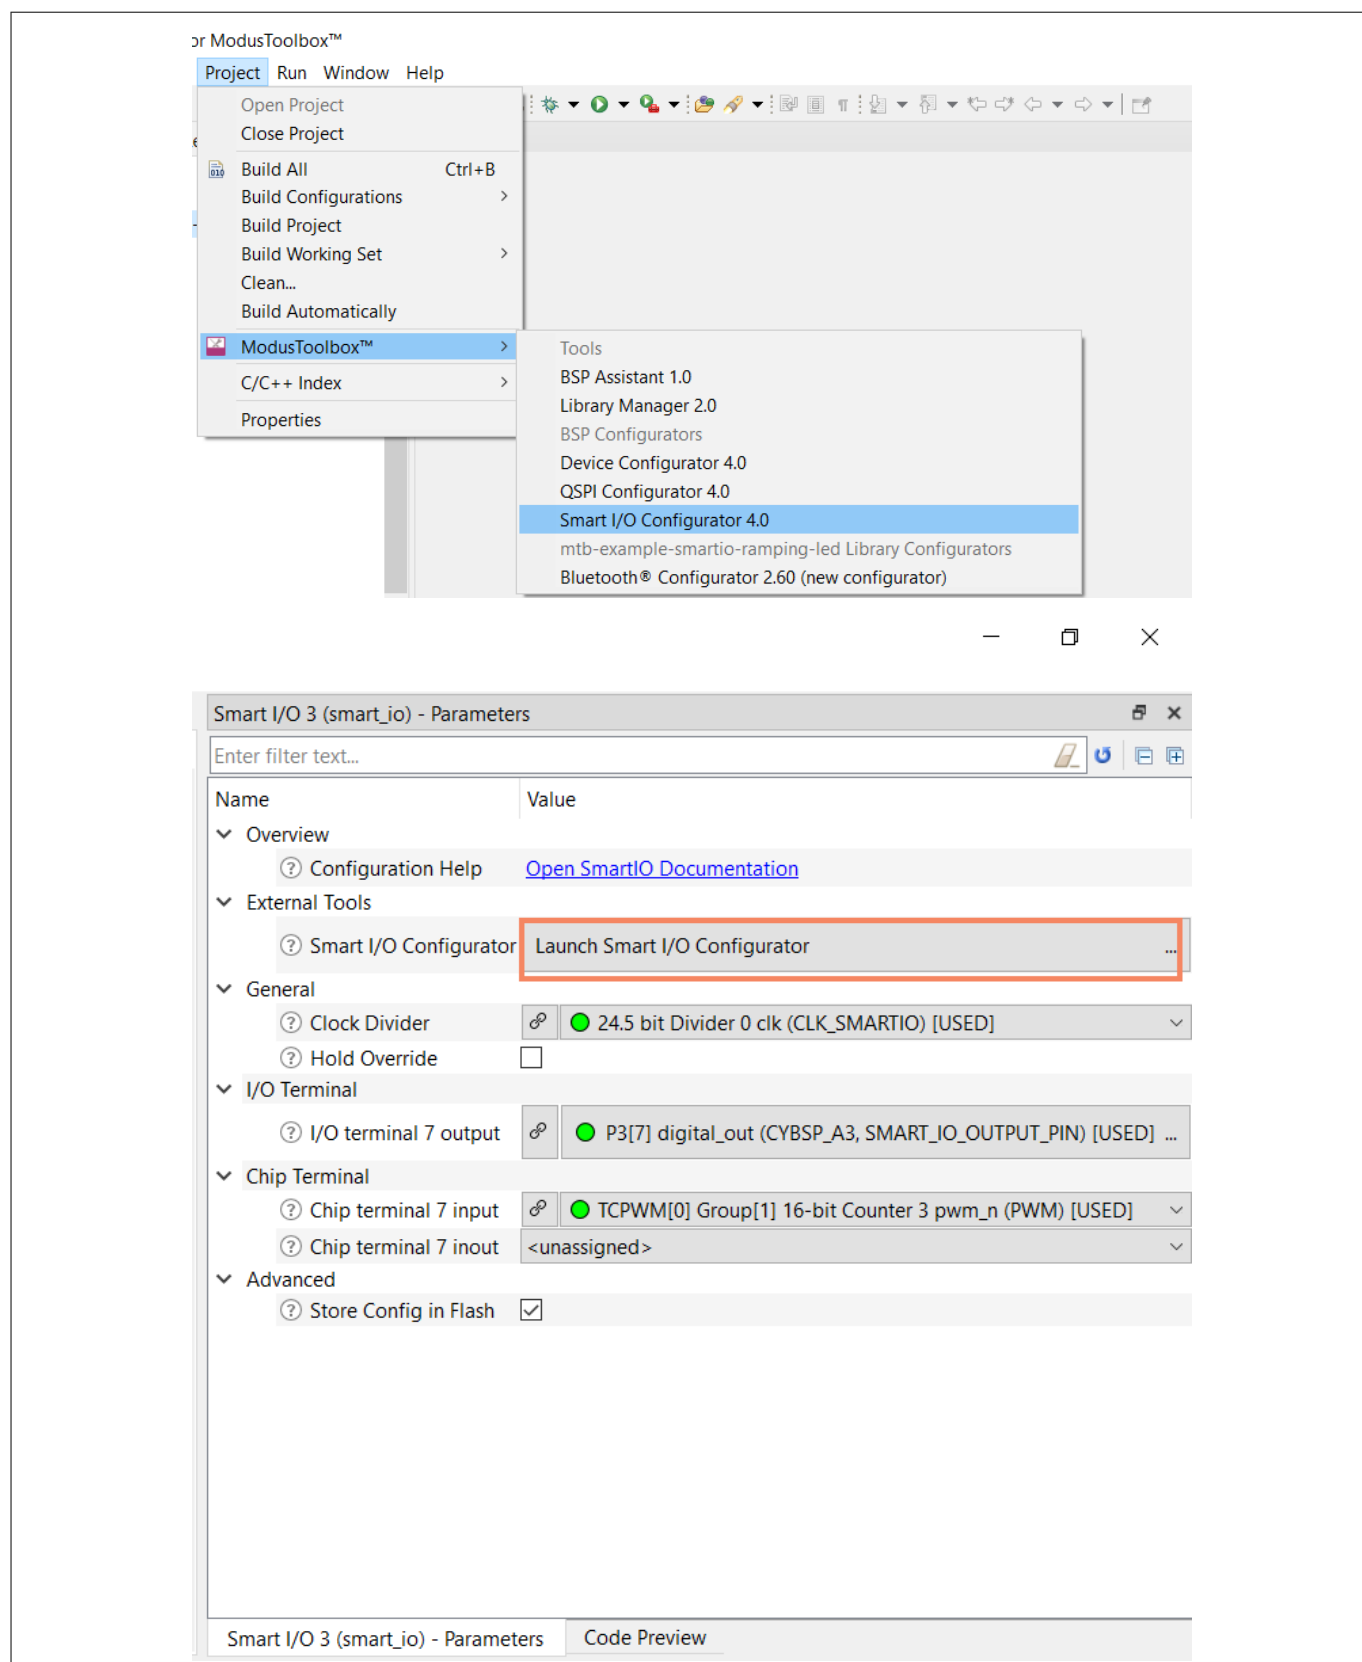 or ModusToolbox™
Project Run Window Help
Open Project
Close Project
Build All Ctrl+B
Build Configurations
Build Project
Build Working Set
Clean...
Build Automatically
ModusToolbox™
C/C++ Index
Properties
Tools
BSP Assistant 1.0
Library Manager 2.0
BSP Configurators
Device Configurator 4.0
QSPI Configurator 4.0
Smart I/O Configurator 4.0
mtb-example-smartio-ramping-led Library Configurators
Bluetooth® Configurator 2.60 (new configurator)
Smart I/O 3 (smart_io) - Parameters
Enter filter text...
Name Value
Overview
Configuration Help Open SmartIO Documentation
External Tools
Smart I/O Configurator Launch Smart I/O Configurator ...
General
Clock Divider 24.5 bit Divider 0 clk (CLK_SMARTIO) [USED]
Hold Override
I/O Terminal
I/O terminal 7 output P3[7] digital_out (CYBSP_A3, SMART_IO_OUTPUT_PIN) [USED] ...
Chip Terminal
Chip terminal 7 input TCPWM[0] Group[1] 16-bit Counter 3 pwm_n (PWM) [USED]
Chip terminal 7 inout <unassigned>
Advanced
Store Config in Flash
Smart I/O 3 (smart_io) - Parameters Code Preview